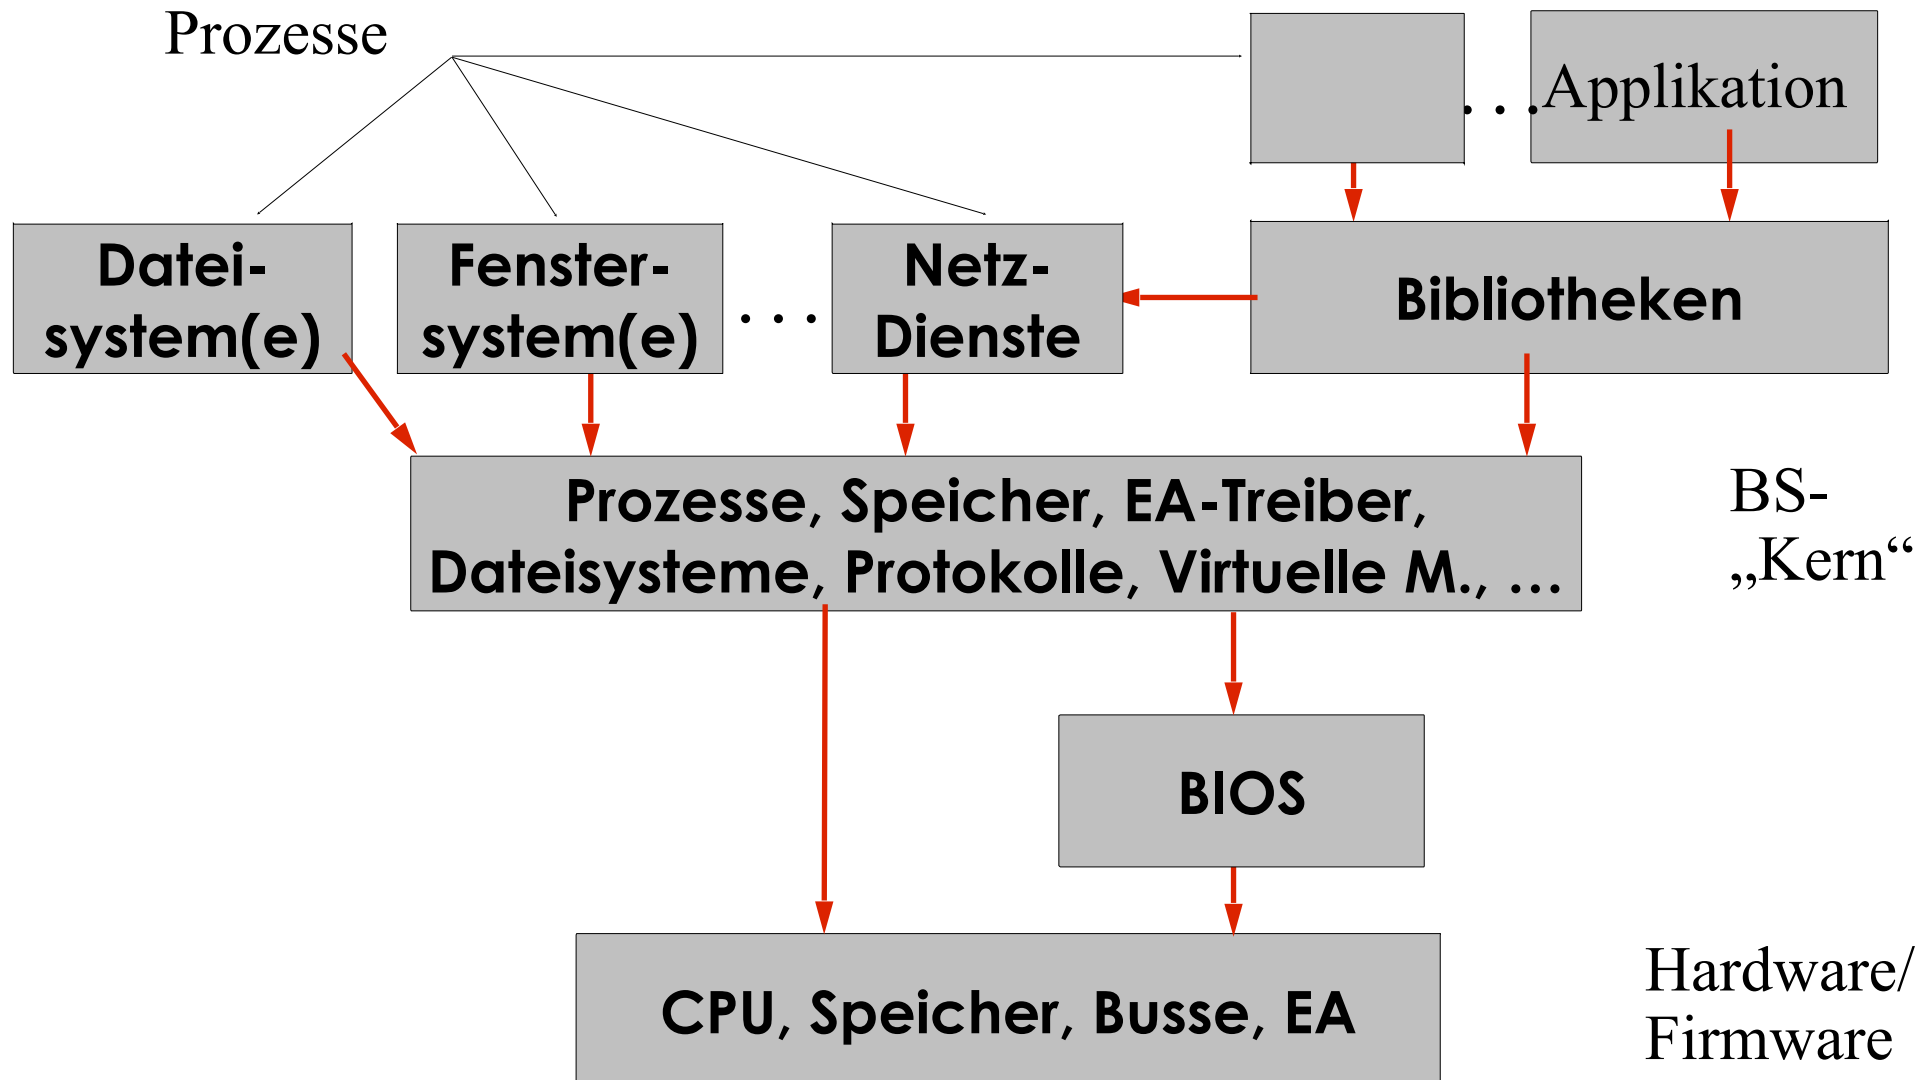 Prozesse
. . .
Applikation
Datei-
system(e)
Fenster-
system(e)
. . .
Netz-
Dienste
Bibliotheken
Prozesse, Speicher, EA-Treiber,
Dateisysteme, Protokolle, Virtuelle M., …
BS-
„Kern“
BIOS
CPU, Speicher, Busse, EA
Hardware/
Firmware